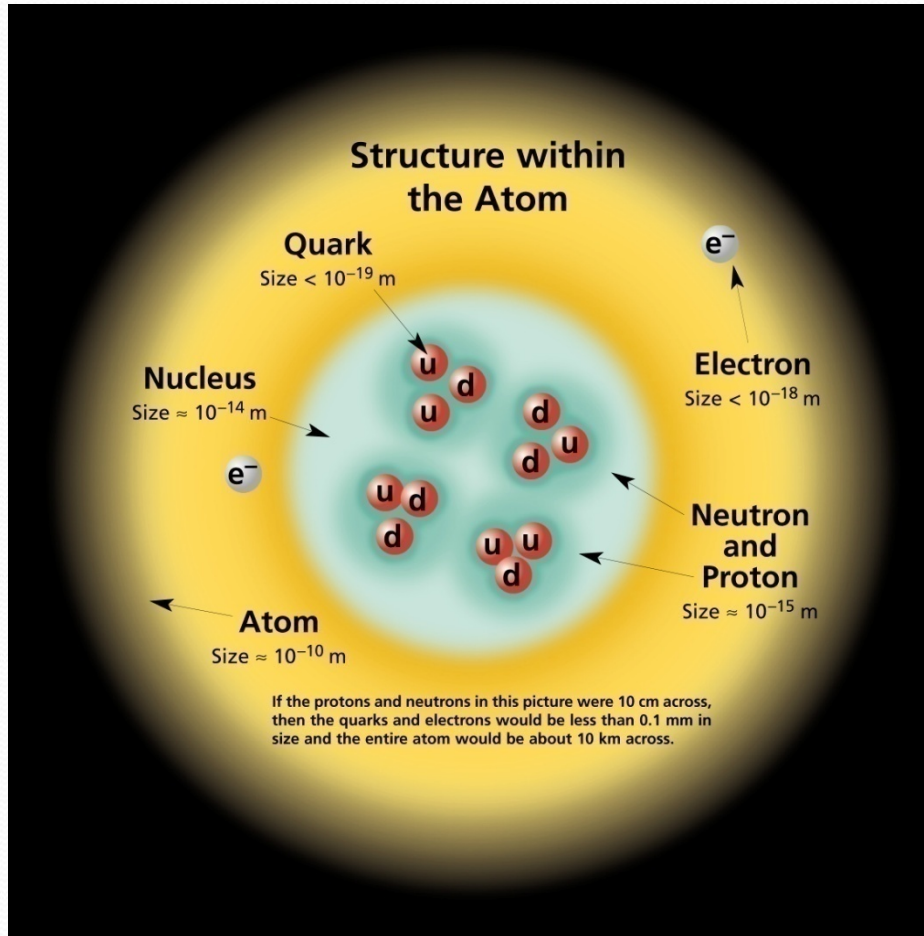 Structure within
the Atom
Quark
Size < 10⁻¹⁹ m
e⁻
Nucleus
Size ≈ 10⁻¹⁴ m
Electron
Size < 10⁻¹⁸ m
u
d
u
d
u
d
e⁻
u
d
d
u
u
d
Neutron
and
Proton
Size ≈ 10⁻¹⁵ m
Atom
Size ≈ 10⁻¹⁰ m
If the protons and neutrons in this picture were 10 cm across,
then the quarks and electrons would be less than 0.1 mm in
size and the entire atom would be about 10 km across.